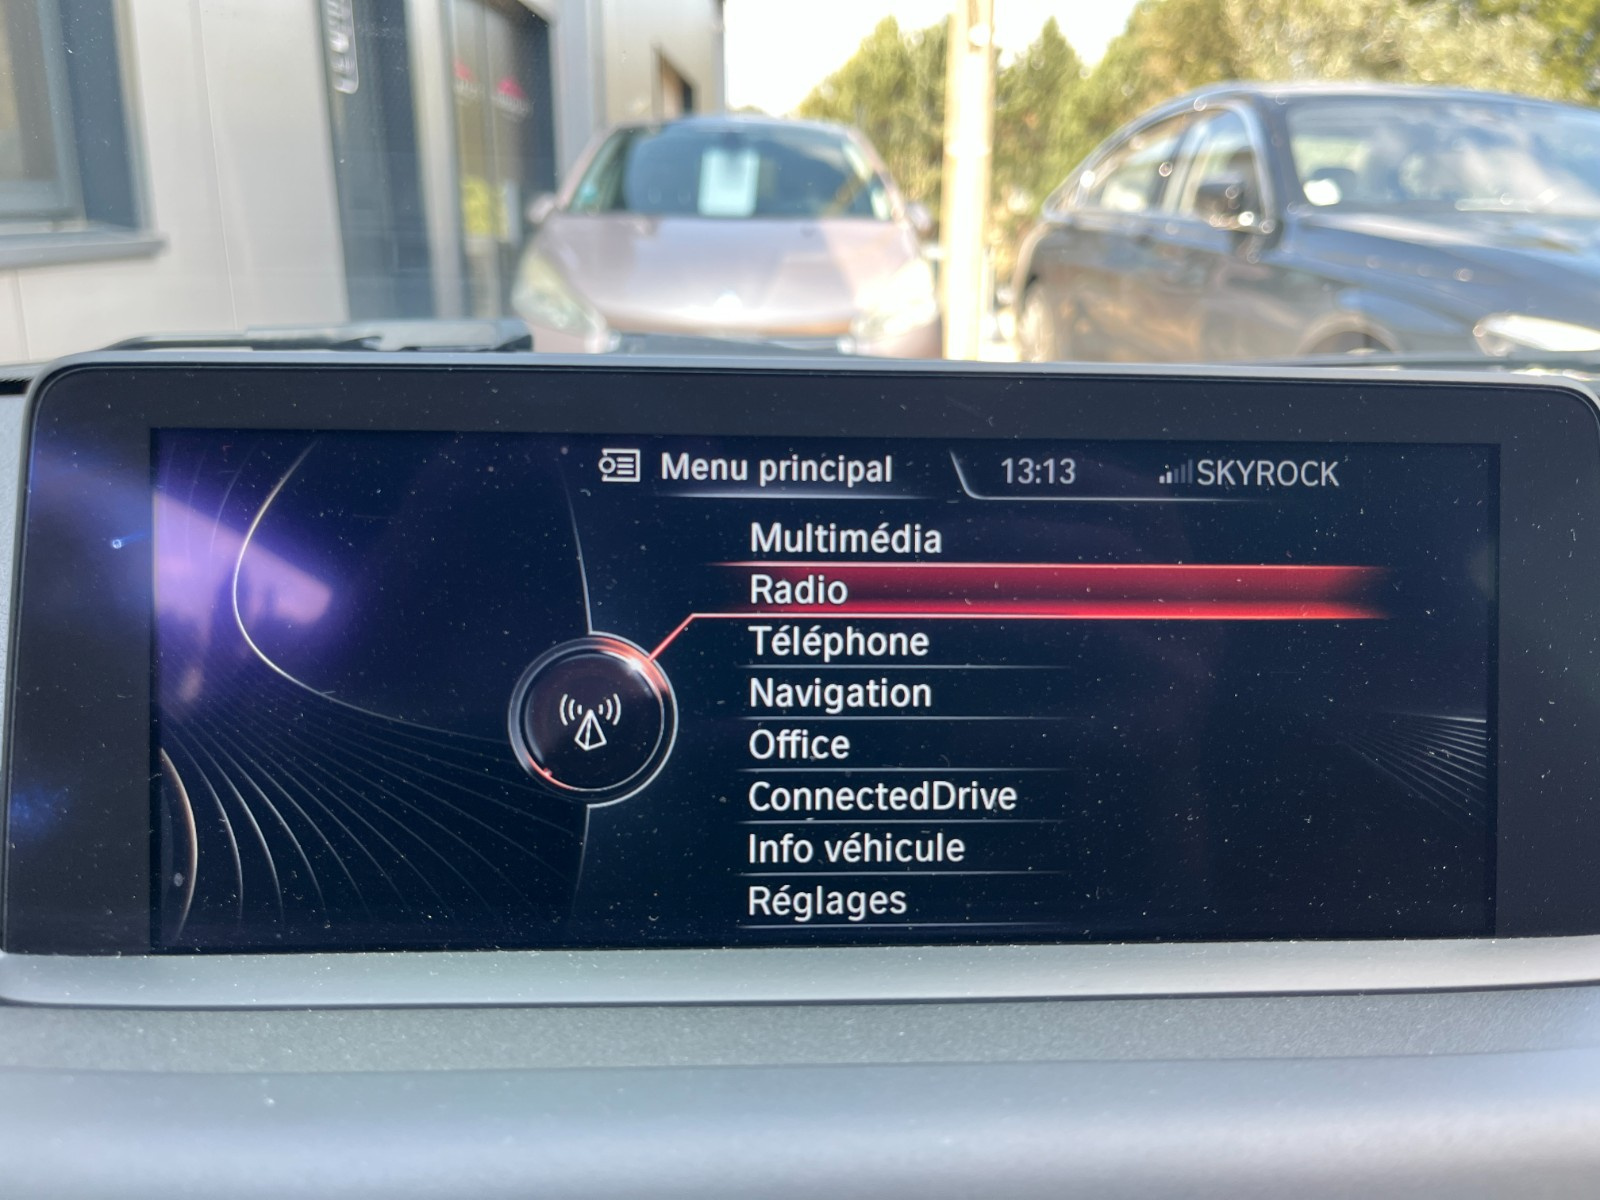 Menu principal
13:13
SKYROCK
Multimédia
Radio
Téléphone
Navigation
Office
ConnectedDrive
Info véhicule
Réglages